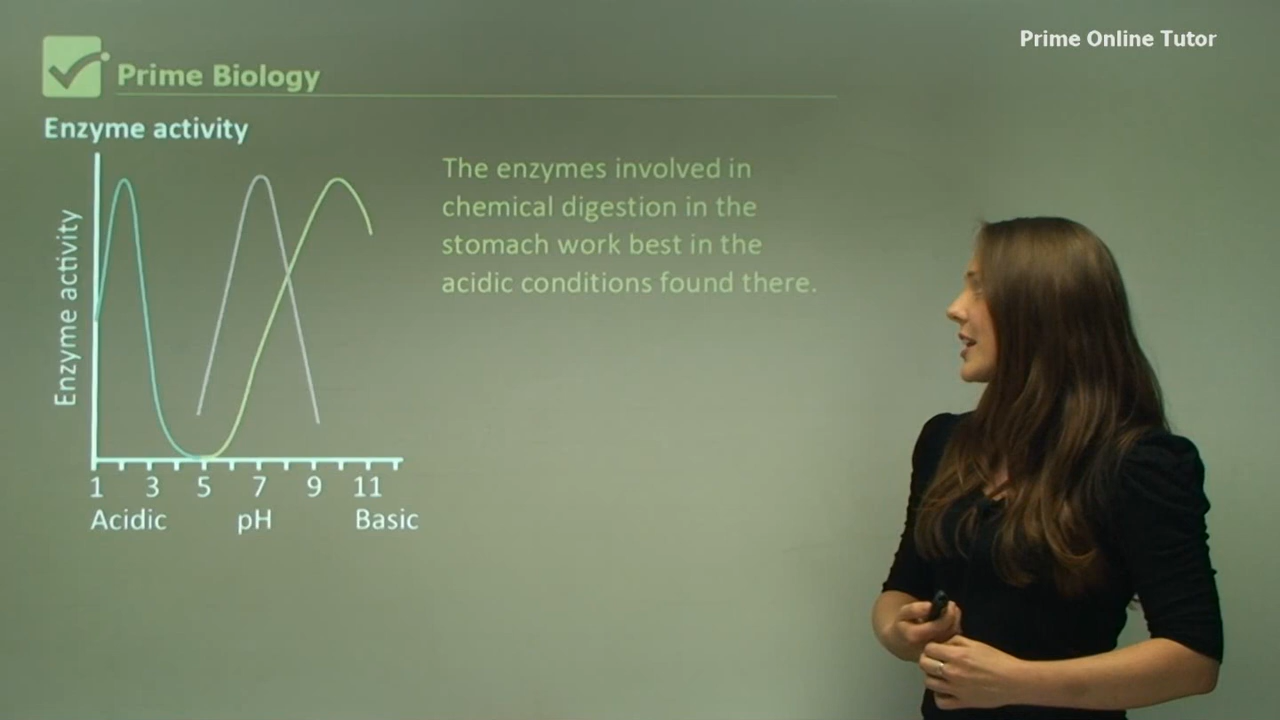 Prime Online Tutor
Prime Biology
Enzyme activity
Enzyme activity
The enzymes involved in
chemical digestion in the
stomach work best in the
acidic conditions found there.
1 3 5 7 9 11
Acidic pH Basic